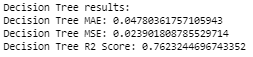 Decision Tree results:
Decision Tree MAE: 0.04780361757105943
Decision Tree MSE: 0.023901808785529714
Decision Tree R2 Score: 0.7623244696743352